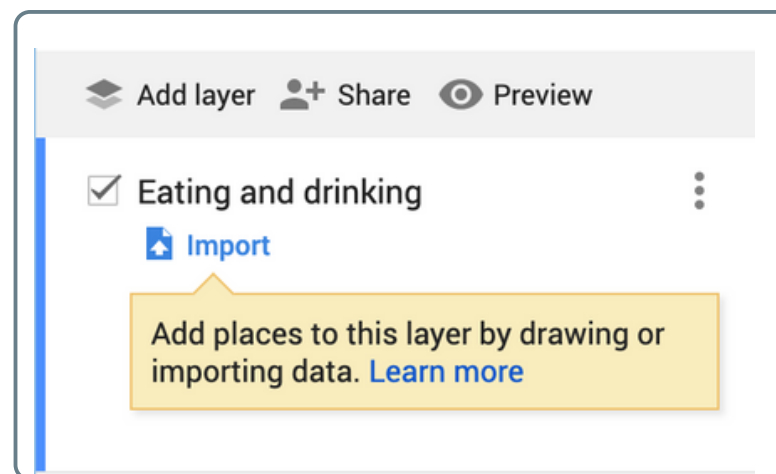 Add layer Share Preview
Eating and drinking
Import
Add places to this layer by drawing or
importing data. Learn more